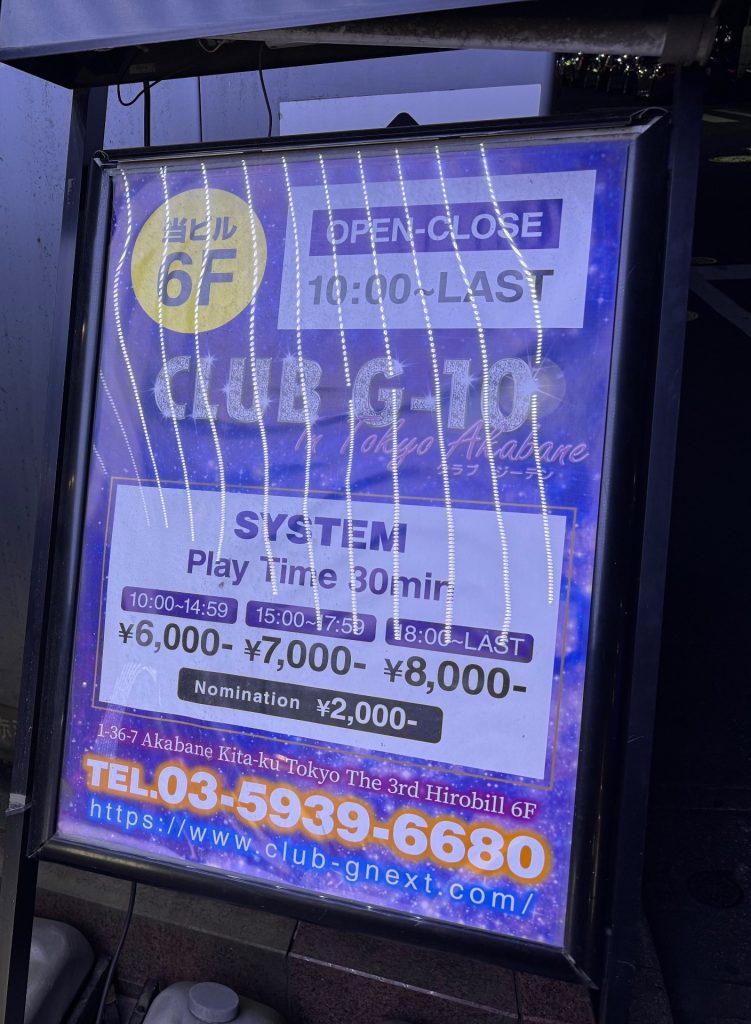 当ビル
6F
OPEN-CLOSE
10:00~LAST
CLUB G-10
In Tokyo Akabane
クラブ ジーテン
SYSTEM
Play Time 30min
10:00~14:59 15:00~17:59 18:00~LAST
¥6,000- ¥7,000- ¥8,000-
Nomination ¥2,000-
1-36-7 Akabane Kita-ku Tokyo The 3rd Hirobill 6F
TEL.03-5939-6680
https://www.club-gnext.com/